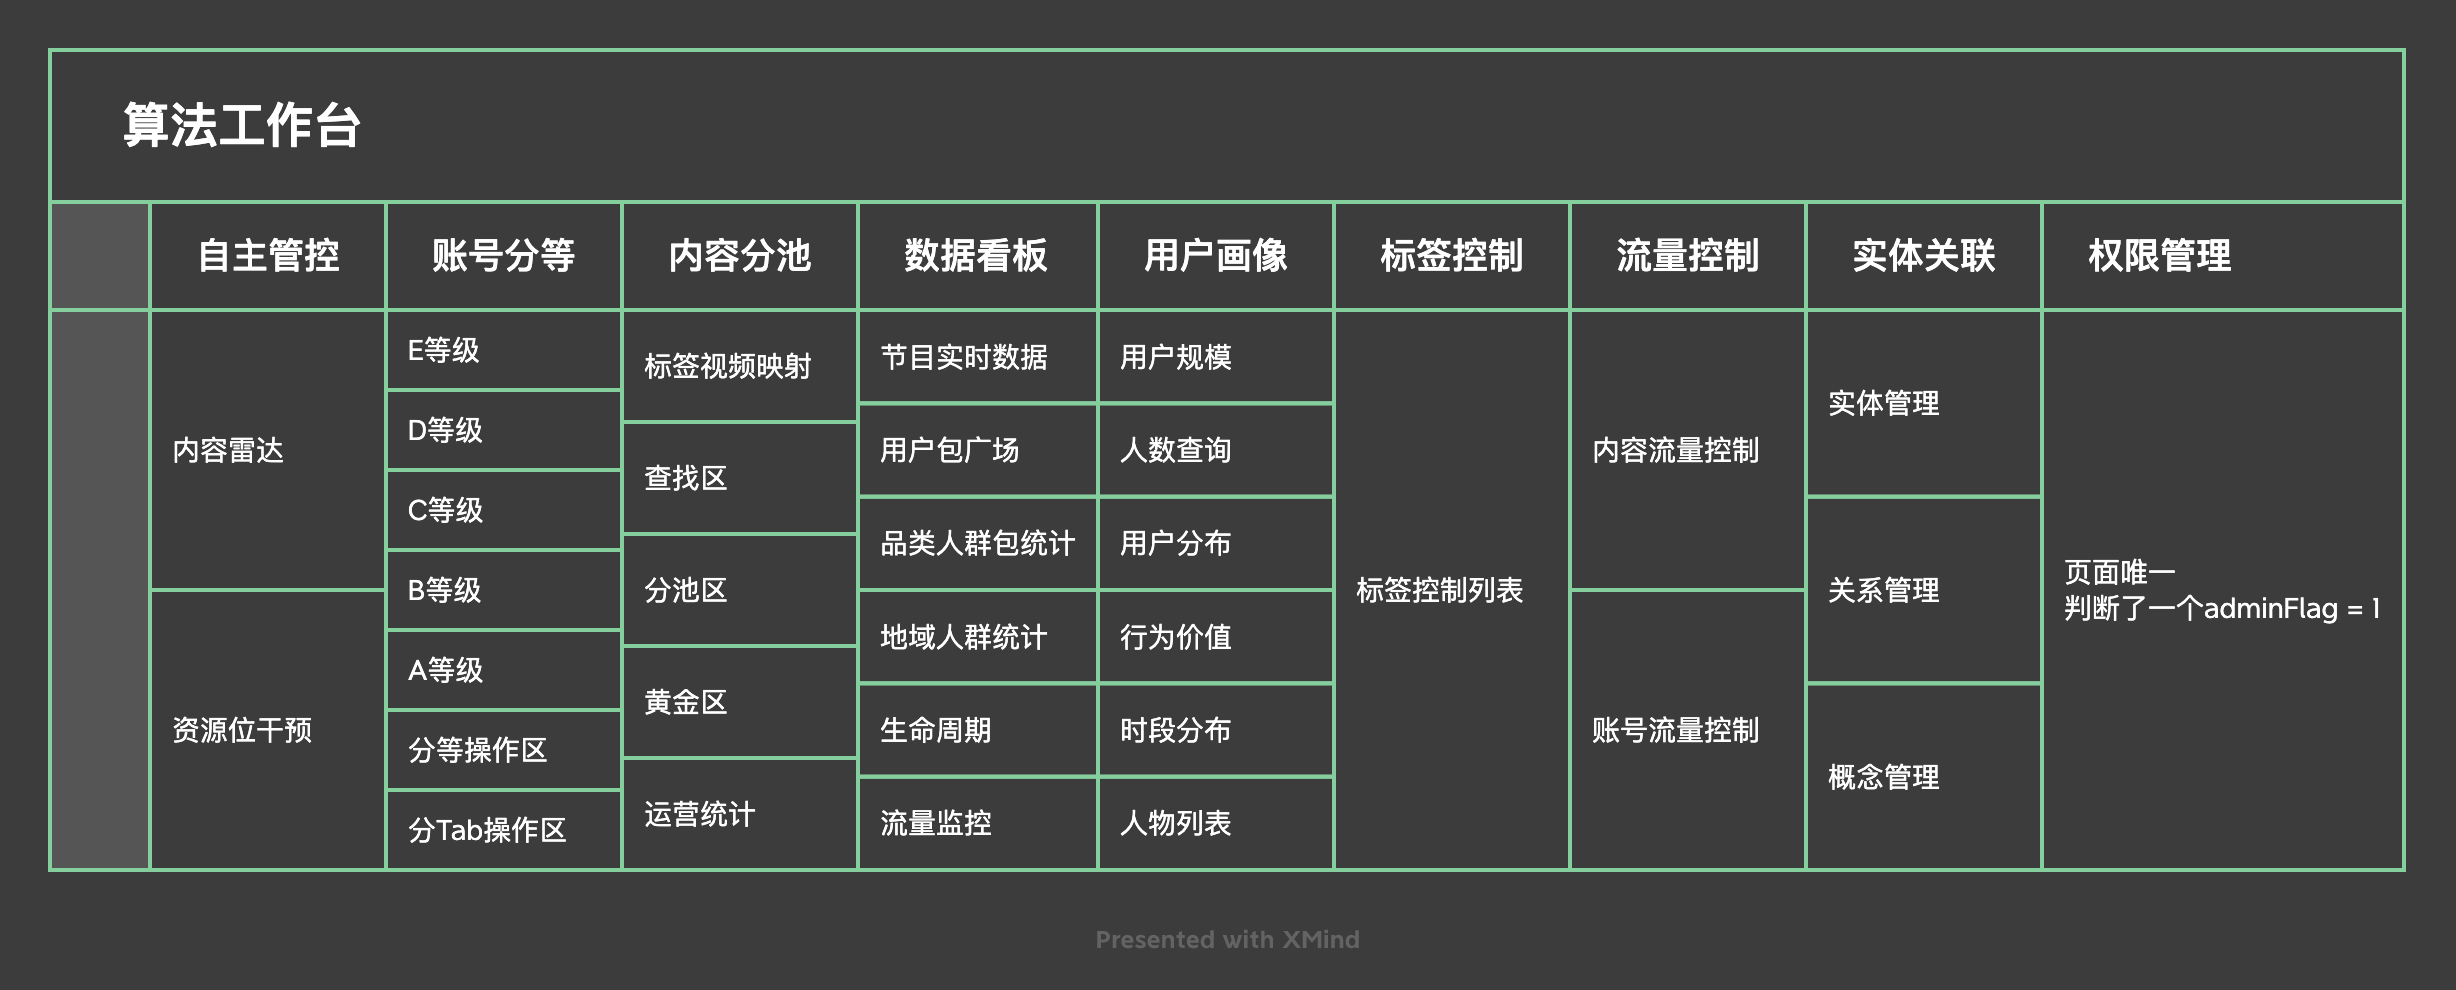 算法工作台
自主管控
账号分等
内容分池
数据看板
用户画像
标签控制
流量控制
实体关联
权限管理
内容雷达
资源位干预
E等级
D等级
C等级
B等级
A等级
分等操作区
分Tab操作区
标签视频映射
查找区
分池区
黄金区
运营统计
节目实时数据
用户包广场
品类人群包统计
地域人群统计
生命周期
流量监控
用户规模
人数查询
用户分布
行为价值
时段分布
人物列表
标签控制列表
内容流量控制
账号流量控制
实体管理
关系管理
概念管理
页面唯一
判断了一个adminFlag = 1
Presented with XMind